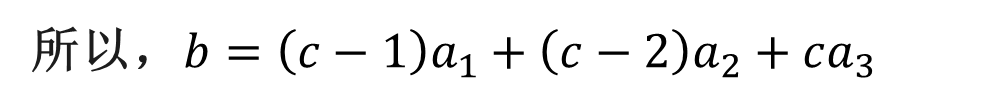 所以，b = (c − 1)a₁ + (c − 2)a₂ + ca₃